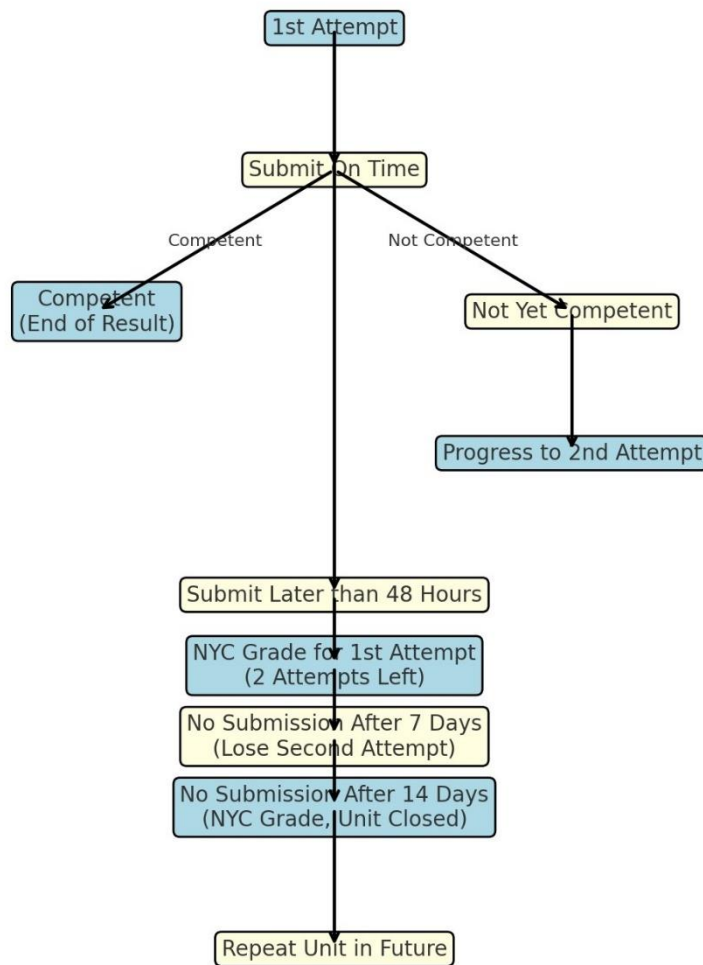 1st Attempt
Submit On Time
Competent
Not Competent
Competent
(End of Result)
Not Yet Competent
Progress to 2nd Attempt
Submit Later than 48 Hours
NYC Grade for 1st Attempt
(2 Attempts Left)
No Submission After 7 Days
(Lose Second Attempt)
No Submission After 14 Days
(NYC Grade, Unit Closed)
Repeat Unit in Future